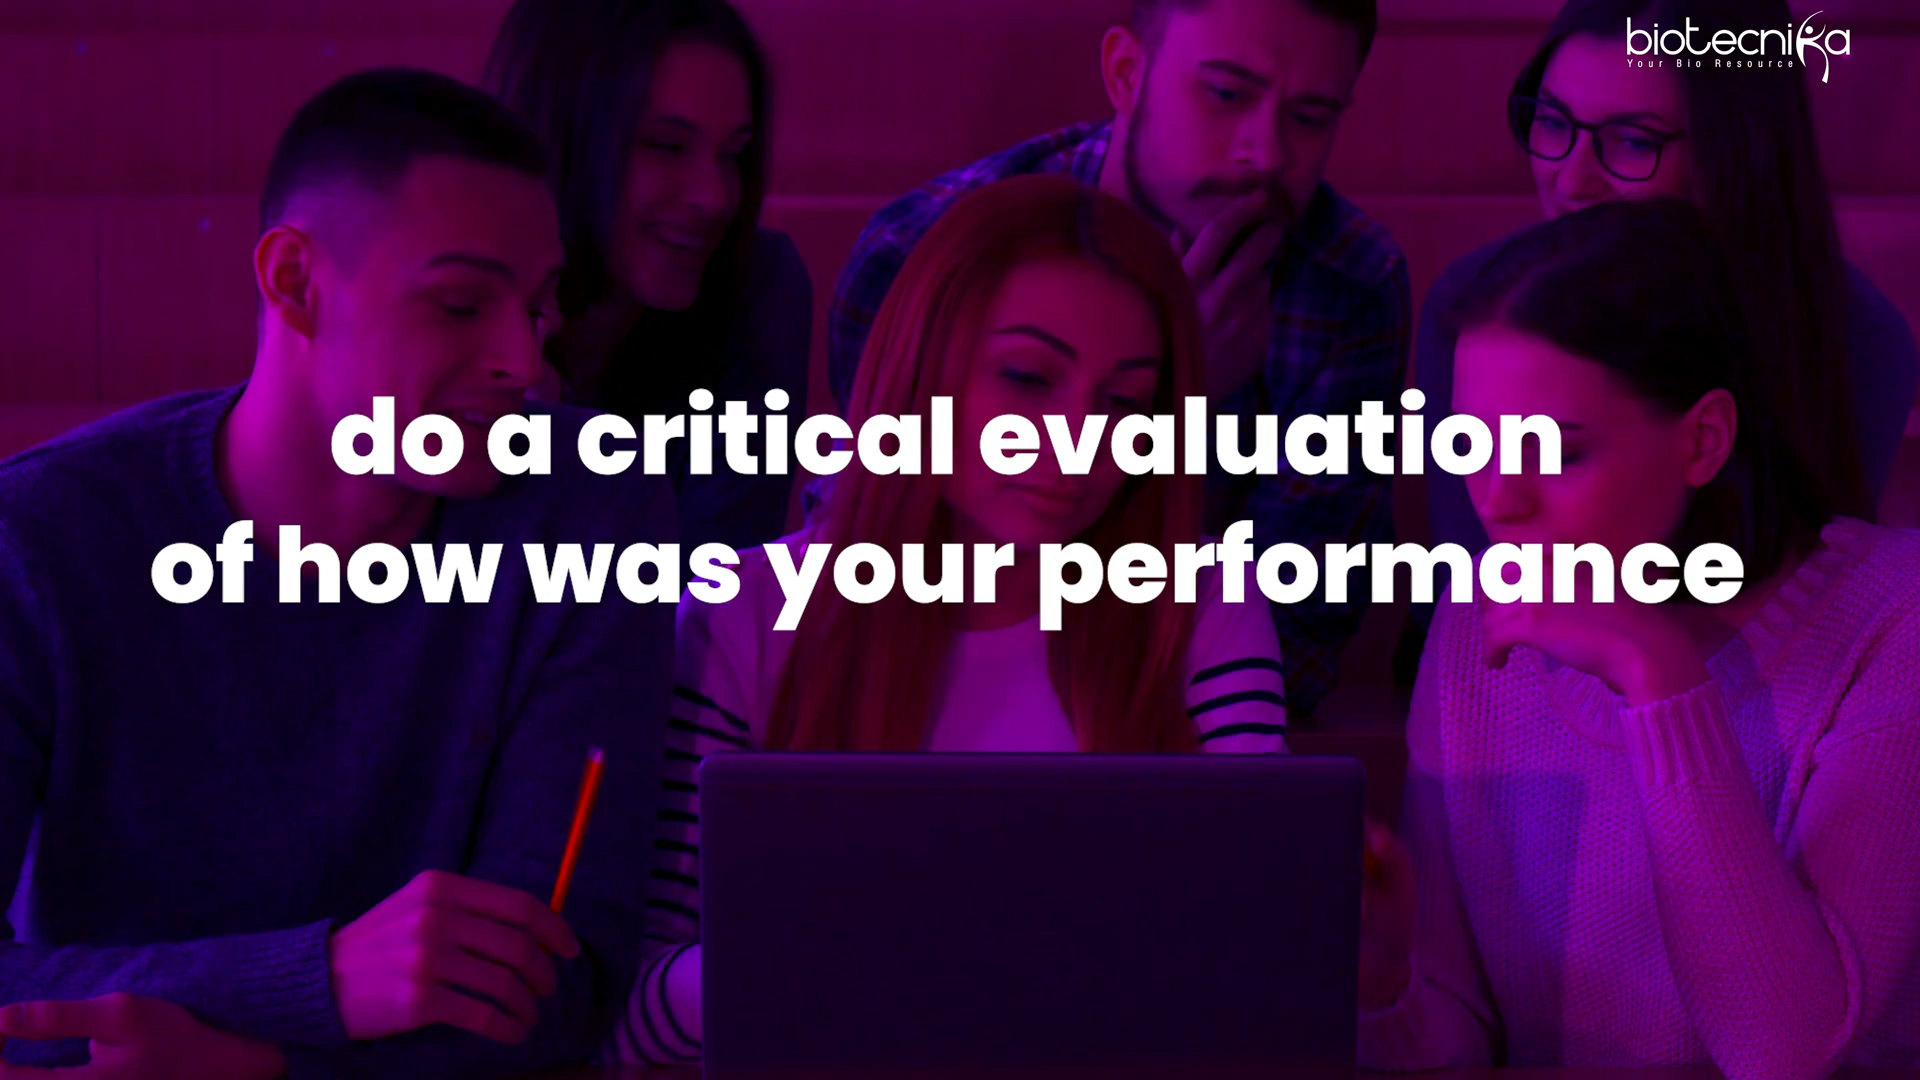 biotecnika
Your Bio Resource
do a critical evaluation
of how was your performance